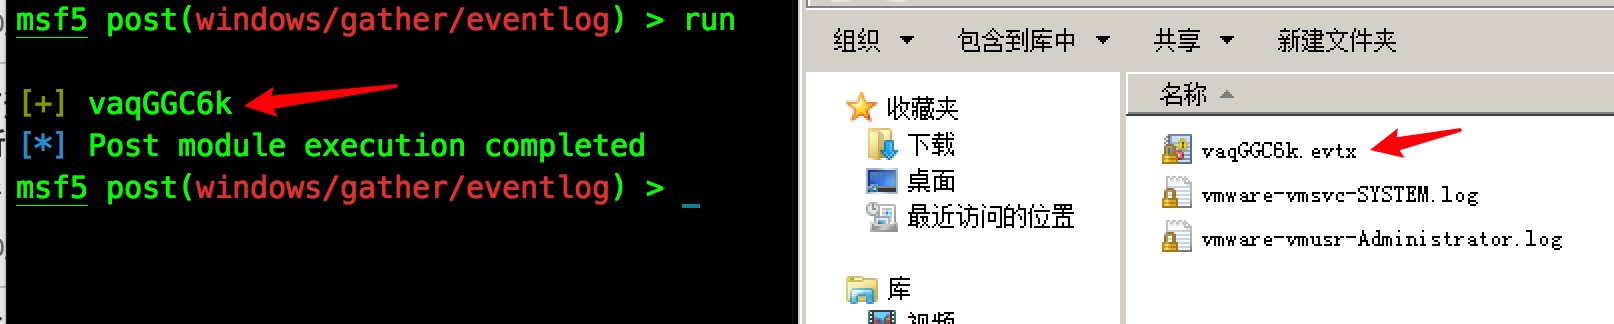 msf5 post(windows/gather/eventlog) > run
[+] vaqGGC6k
[*] Post module execution completed
msf5 post(windows/gather/eventlog) >
组织 包含到库中 共享 新建文件夹
收藏夹
下载
桌面
最近访问的位置
库
视频
名称
vaqGGC6k.evtx
vmware-vmsvc-SYSTEM.log
vmware-vmusr-Administrator.log